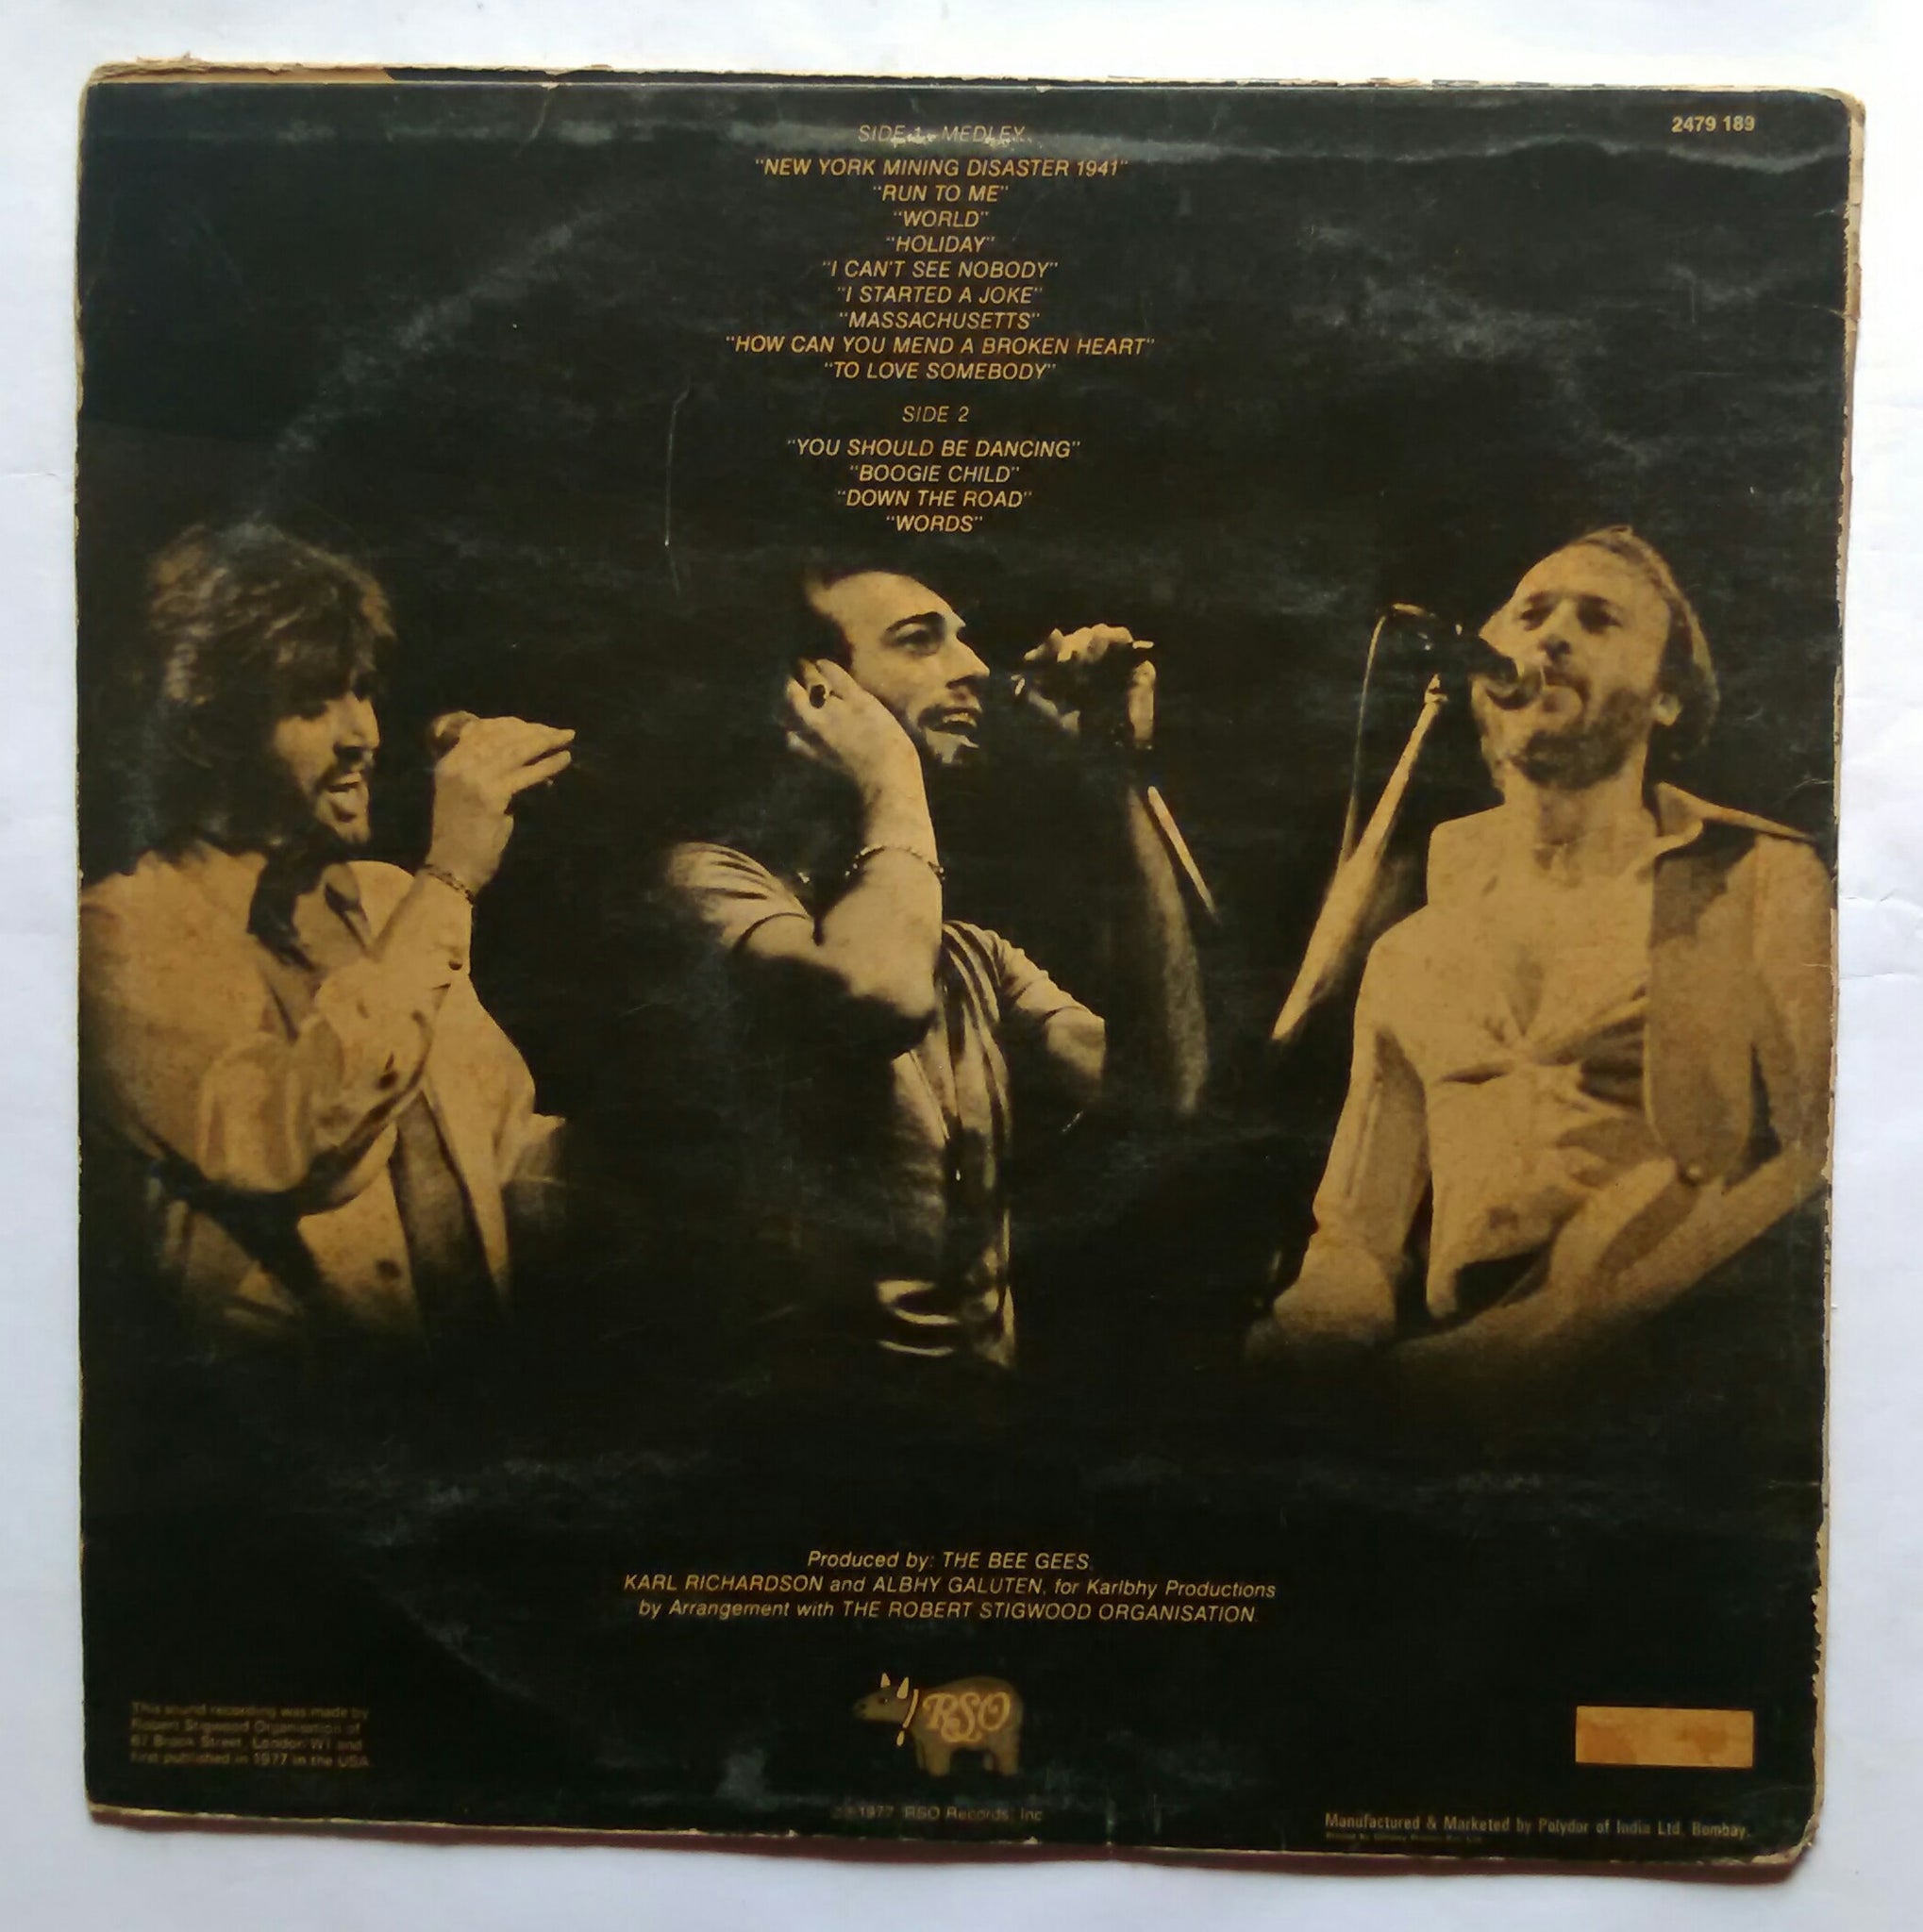 2479 189
SIDE 1 - MEDLEY
"NEW YORK MINING DISASTER 1941"
"RUN TO ME"
"WORLD"
"HOLIDAY"
"I CAN'T SEE NOBODY"
"I STARTED A JOKE"
"MASSACHUSETTS"
"HOW CAN YOU MEND A BROKEN HEART"
"TO LOVE SOMEBODY"
SIDE 2
"YOU SHOULD BE DANCING"
"BOOGIE CHILD"
"DOWN THE ROAD"
"WORDS"
Produced by: THE BEE GEES,
KARL RICHARDSON and ALBHY GALUTEN, for Karlbhy Productions
by Arrangement with THE ROBERT STIGWOOD ORGANISATION.
RSO
This sound recording was made by
Robert Stigwood Organisation of
67 Brook Street, London W1 and
first published in 1977 in the USA
1977 RSO Records, Inc
Manufactured & Marketed by Polydor of India Ltd. Bombay.